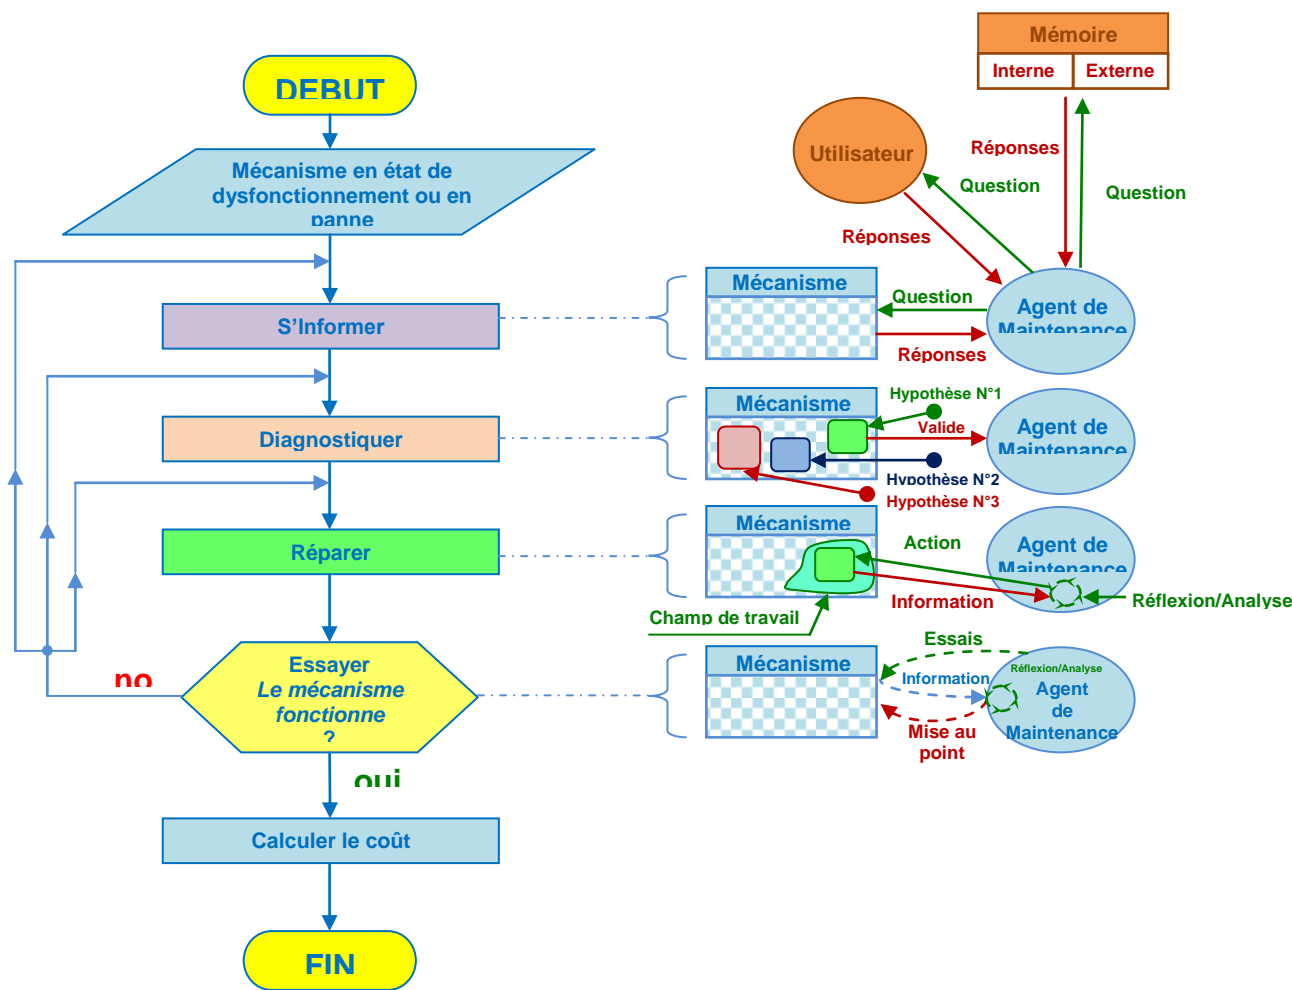 DEBUT
Mécanisme en état de
dysfonctionnement ou en
panne
S'Informer
Diagnostiquer
Réparer
Essayer
Le mécanisme
fonctionne
?
no
oui
Calculer le coût
FIN
Mémoire
Interne
Externe
Utilisateur
Réponses
Question
Question
Réponses
Mécanisme
Question
Réponses
Agent de
Maintenance
Mécanisme
Hypothèse N°1
Valide
Hypothèse N°2
Hypothèse N°3
Agent de
Maintenance
Mécanisme
Action
Information
Champ de travail
Agent de
Maintenance
Réflexion/Analyse
Mécanisme
Essais
Information
Mise au
point
Réflexion/Analyse
Agent
de
Maintenance